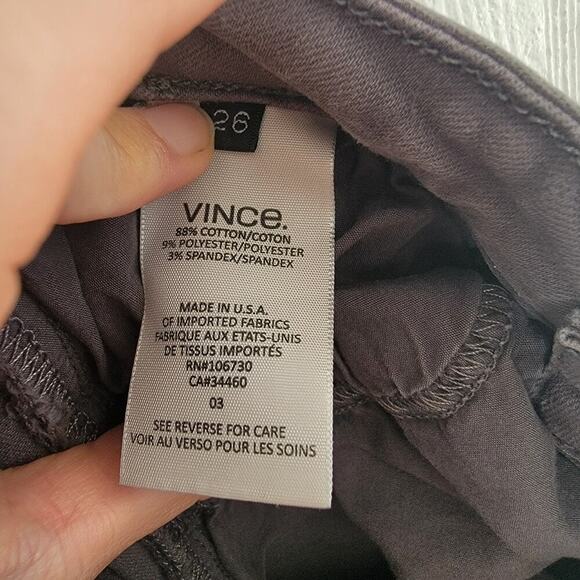 26
VINCE.
88% COTTON/COTON
9% POLYESTER/POLYESTER
3% SPANDEX/SPANDEX
MADE IN U.S.A.
OF IMPORTED FABRICS
FABRIQUE AUX ETATS-UNIS
DE TISSUS IMPORTÉS
RN#106730
CA#34460
03
SEE REVERSE FOR CARE
VOIR AU VERSO POUR LES SOINS